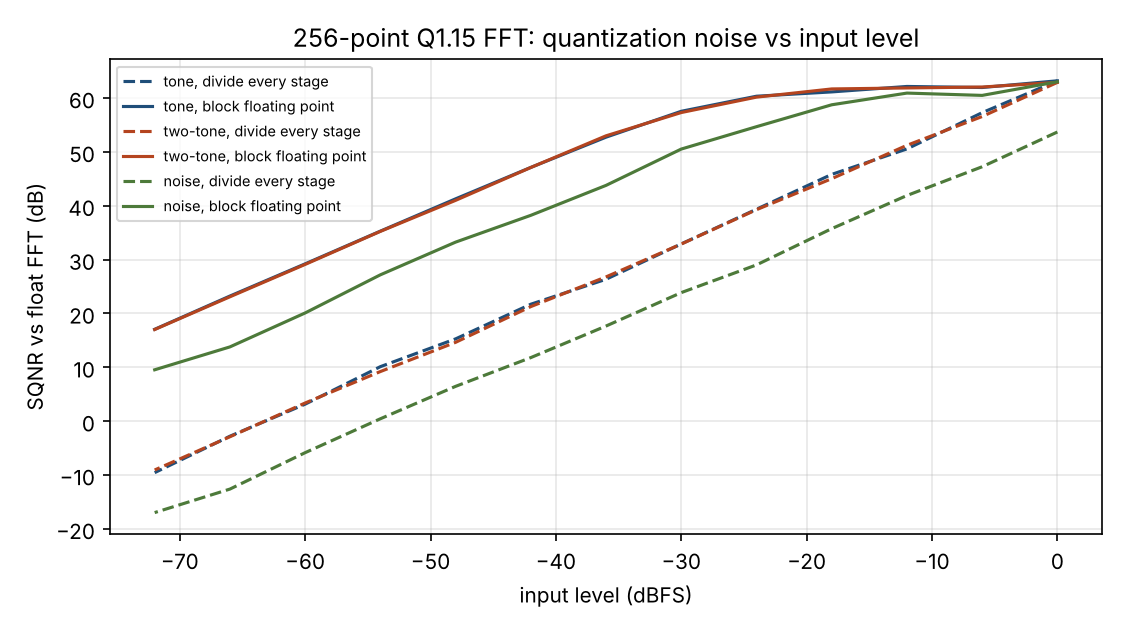 256-point Q1.15 FFT: quantization noise vs input level
tone, divide every stage
tone, block floating point
two-tone, divide every stage
two-tone, block floating point
noise, divide every stage
noise, block floating point
SQNR vs float FFT (dB)
60
50
40
30
20
10
0
−10
−20
−70
−60
−50
−40
−30
−20
−10
0
input level (dBFS)